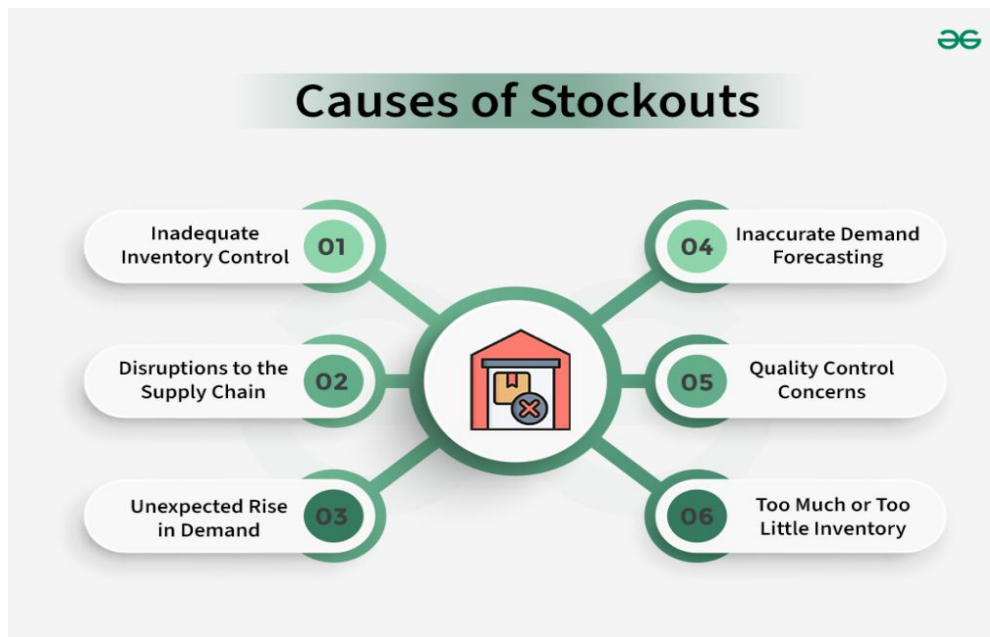 Causes of Stockouts
Inadequate
Inventory Control
01
Disruptions to the
Supply Chain
02
Unexpected Rise
in Demand
03
04
Inaccurate Demand
Forecasting
05
Quality Control
Concerns
06
Too Much or Too
Little Inventory